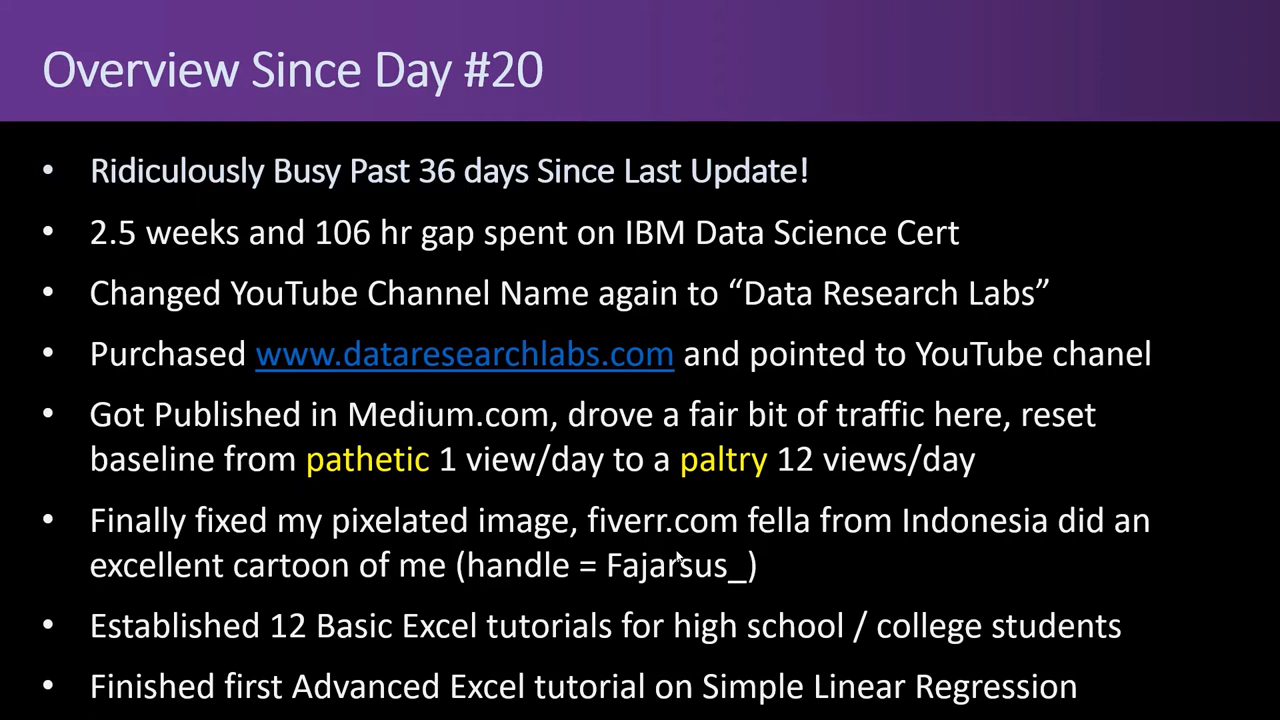 Overview Since Day #20
• Ridiculously Busy Past 36 days Since Last Update!
• 2.5 weeks and 106 hr gap spent on IBM Data Science Cert
• Changed YouTube Channel Name again to “Data Research Labs”
• Purchased www.dataresearchlabs.com and pointed to YouTube chanel
• Got Published in Medium.com, drove a fair bit of traffic here, reset
baseline from pathetic 1 view/day to a paltry 12 views/day
• Finally fixed my pixelated image, fiverr.com fella from Indonesia did an
excellent cartoon of me (handle = Fajarsus_)
• Established 12 Basic Excel tutorials for high school / college students
• Finished first Advanced Excel tutorial on Simple Linear Regression